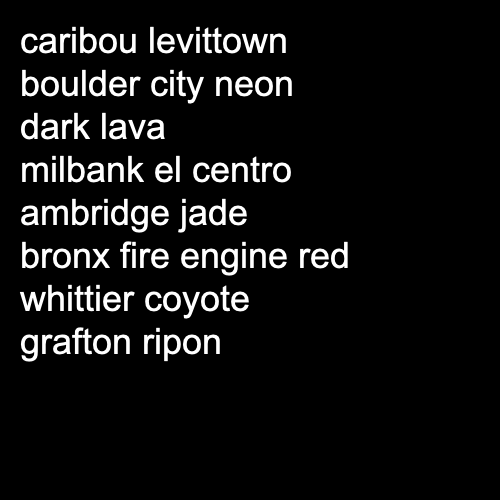 caribou levittown
boulder city neon
dark lava
milbank el centro
ambridge jade
bronx fire engine red
whittier coyote
grafton ripon